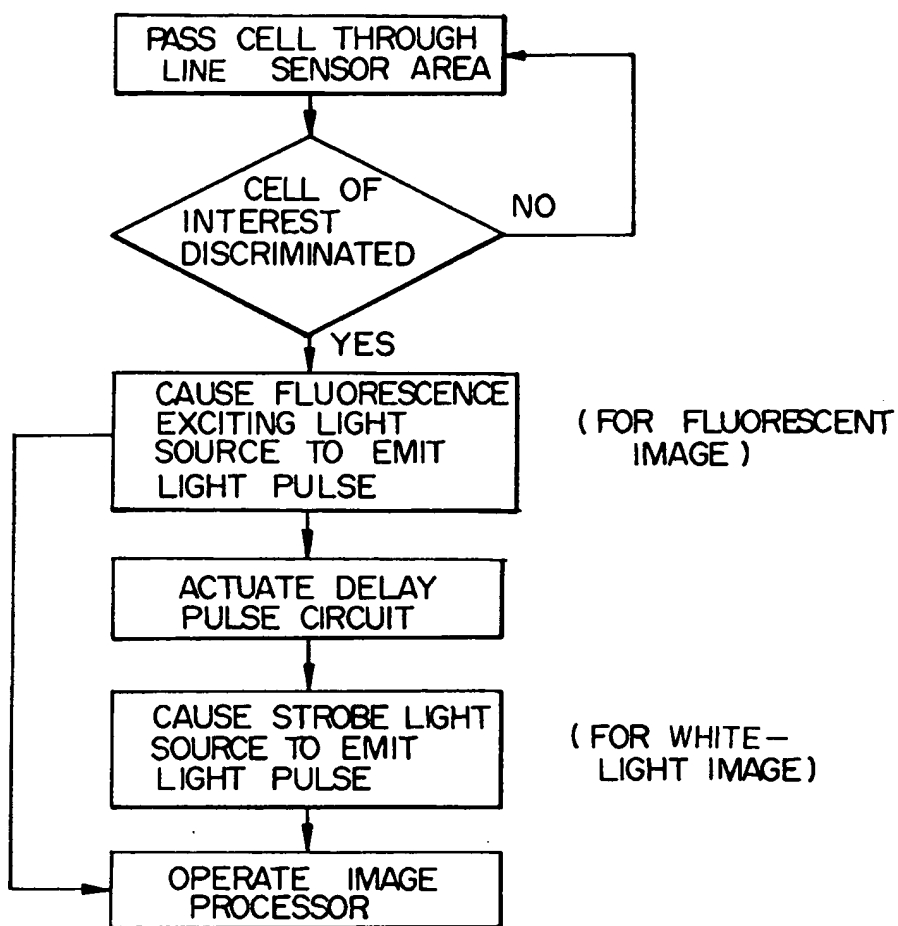 PASS CELL THROUGH
LINE SENSOR AREA
CELL OF
INTEREST
DISCRIMINATED
NO
YES
CAUSE FLUORESCENCE
EXCITING LIGHT
SOURCE TO EMIT
LIGHT PULSE
(FOR FLUORESCENT
IMAGE)
ACTUATE DELAY
PULSE CIRCUIT
CAUSE STROBE LIGHT
SOURCE TO EMIT
LIGHT PULSE
(FOR WHITE-
LIGHT IMAGE)
OPERATE IMAGE
PROCESSOR